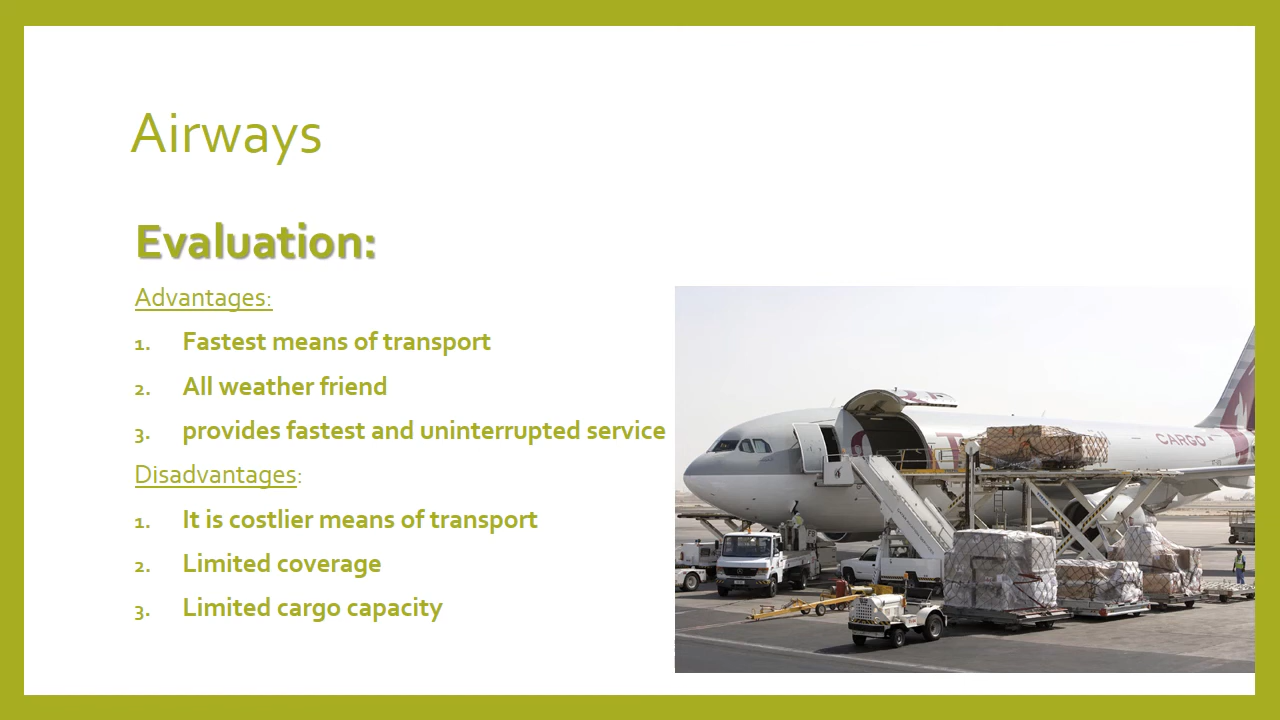 Airways
Evaluation:
Advantages:
1. Fastest means of transport
2. All weather friend
3. provides fastest and uninterrupted service
Disadvantages:
1. It is costlier means of transport
2. Limited coverage
3. Limited cargo capacity
CARGO